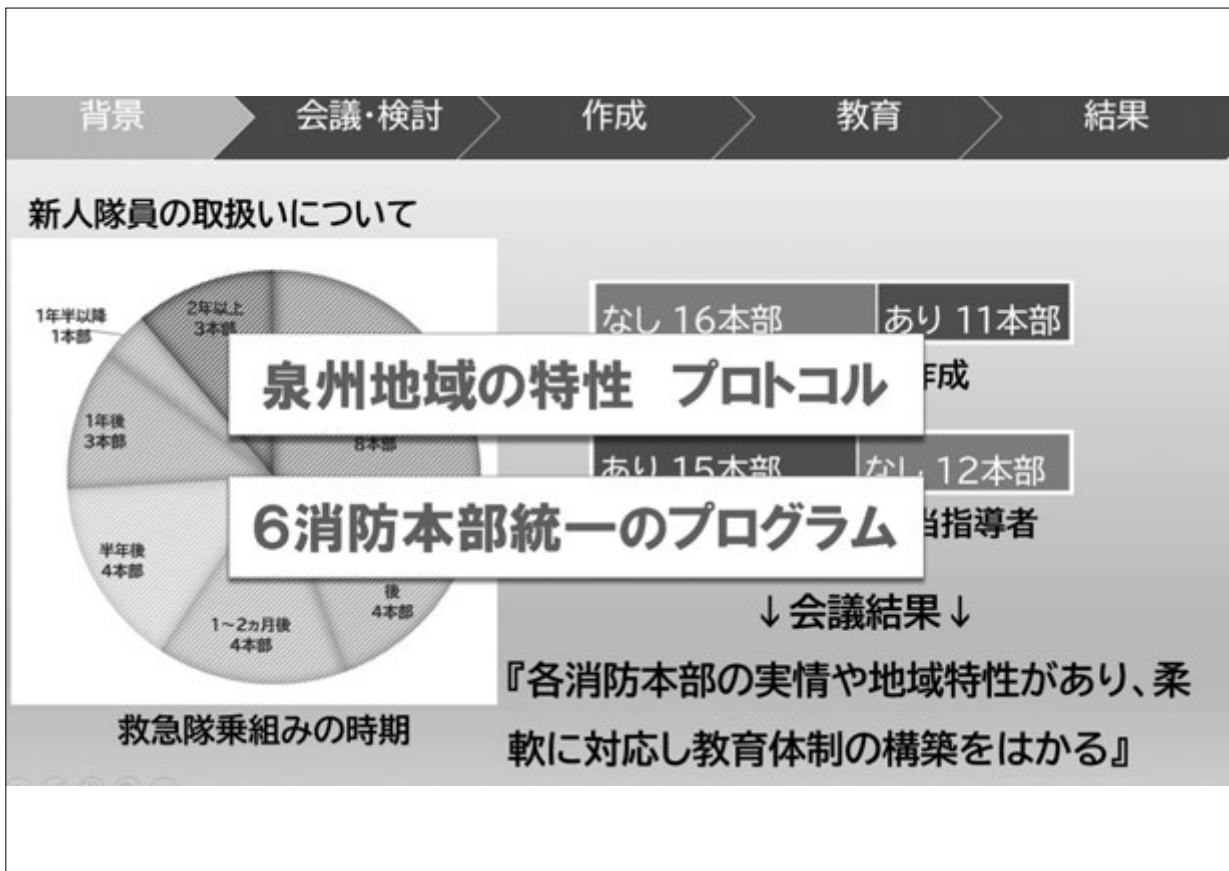 背景
会議・検討
作成
教育
結果
新人隊員の取扱いについて
1年半以降
1本部
2年以上
3本部
1年後
3本部
半年後
4本部
1~2ヵ月後
4本部
後
4本部
8本部
救急隊乗組みの時期
なし 16本部
あり 11本部
作成
あり 15本部
なし 12本部
当指導者
泉州地域の特性 プロトコル
6消防本部統一のプログラム
↓会議結果↓
『各消防本部の実情や地域特性があり、柔
軟に対応し教育体制の構築をはかる』